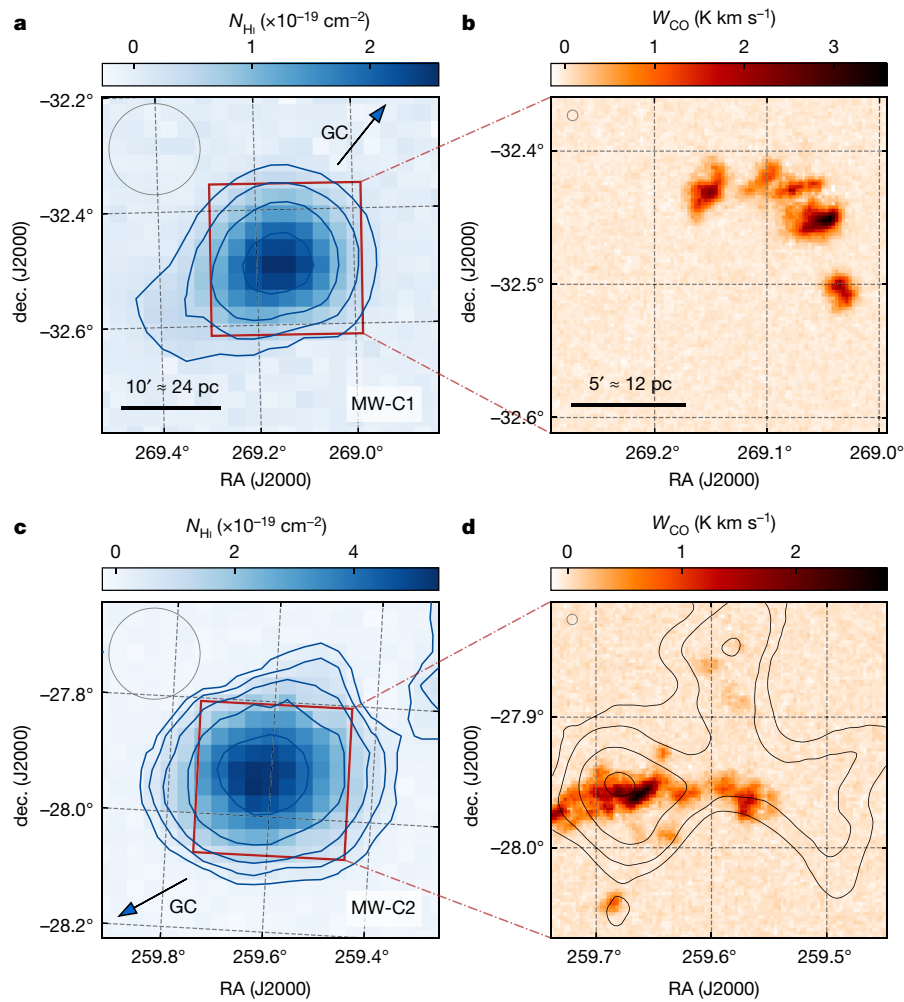 a
N_HI (×10⁻¹⁹ cm⁻²)
0 1 2
−32.2°
−32.4°
−32.6°
dec. (J2000)
GC
10′ ≈ 24 pc
MW-C1
269.4° 269.2° 269.0°
RA (J2000)
b
W_CO (K km s⁻¹)
0 1 2 3
−32.4°
−32.5°
−32.6°
dec. (J2000)
5′ ≈ 12 pc
269.2° 269.1° 269.0°
RA (J2000)
c
N_HI (×10⁻¹⁹ cm⁻²)
0 2 4
−27.8°
−28.0°
−28.2°
dec. (J2000)
GC
MW-C2
259.8° 259.6° 259.4°
RA (J2000)
d
W_CO (K km s⁻¹)
0 1 2
−27.9°
−28.0°
dec. (J2000)
259.7° 259.6° 259.5°
RA (J2000)